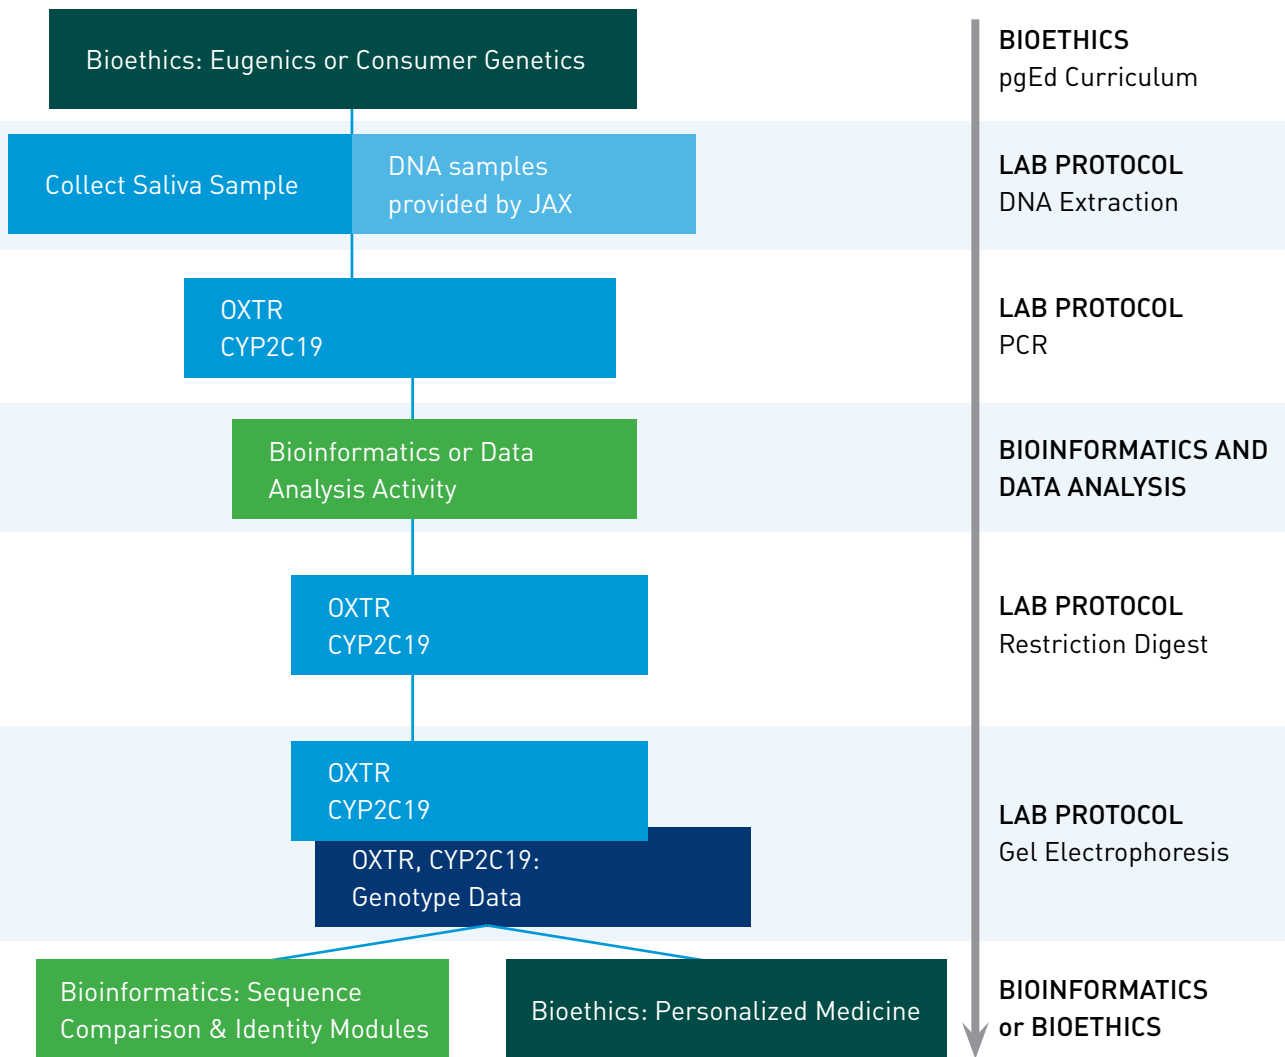 Bioethics: Eugenics or Consumer Genetics
BIOETHICS
pgEd Curriculum
Collect Saliva Sample
DNA samples
provided by JAX
LAB PROTOCOL
DNA Extraction
OXTR
CYP2C19
LAB PROTOCOL
PCR
Bioinformatics or Data
Analysis Activity
BIOINFORMATICS AND
DATA ANALYSIS
OXTR
CYP2C19
LAB PROTOCOL
Restriction Digest
OXTR
CYP2C19
OXTR, CYP2C19:
Genotype Data
LAB PROTOCOL
Gel Electrophoresis
Bioinformatics: Sequence
Comparison & Identity Modules
Bioethics: Personalized Medicine
BIOINFORMATICS
or BIOETHICS